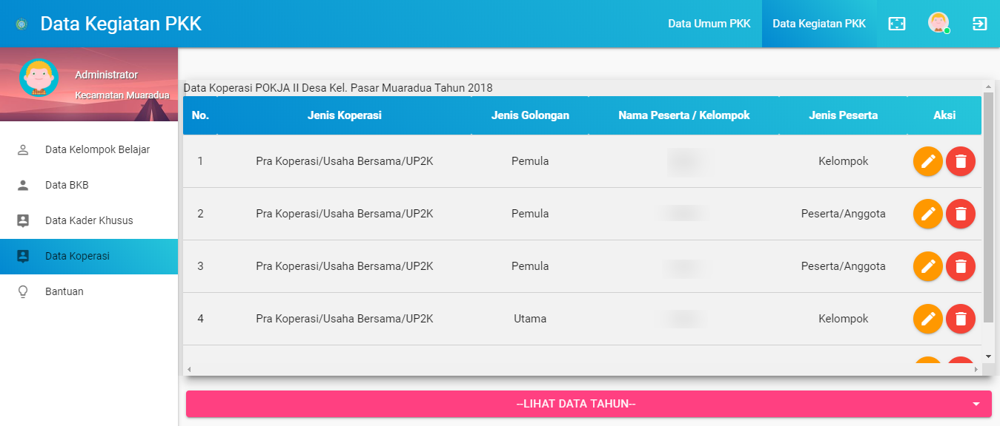 Data Kegiatan PKK
Data Umum PKK
Data Kegiatan PKK
Administrator
Kecamatan Muaradua
Data Kelompok Belajar
Data BKB
Data Kader Khusus
Data Koperasi
Bantuan
Data Koperasi POKJA II Desa Kel. Pasar Muaradua Tahun 2018
No. Jenis Koperasi Jenis Golongan Nama Peserta / Kelompok Jenis Peserta Aksi
1 Pra Koperasi/Usaha Bersama/UP2K Pemula Kelompok
2 Pra Koperasi/Usaha Bersama/UP2K Pemula Peserta/Anggota
3 Pra Koperasi/Usaha Bersama/UP2K Pemula Peserta/Anggota
4 Pra Koperasi/Usaha Bersama/UP2K Utama Kelompok
--LIHAT DATA TAHUN--